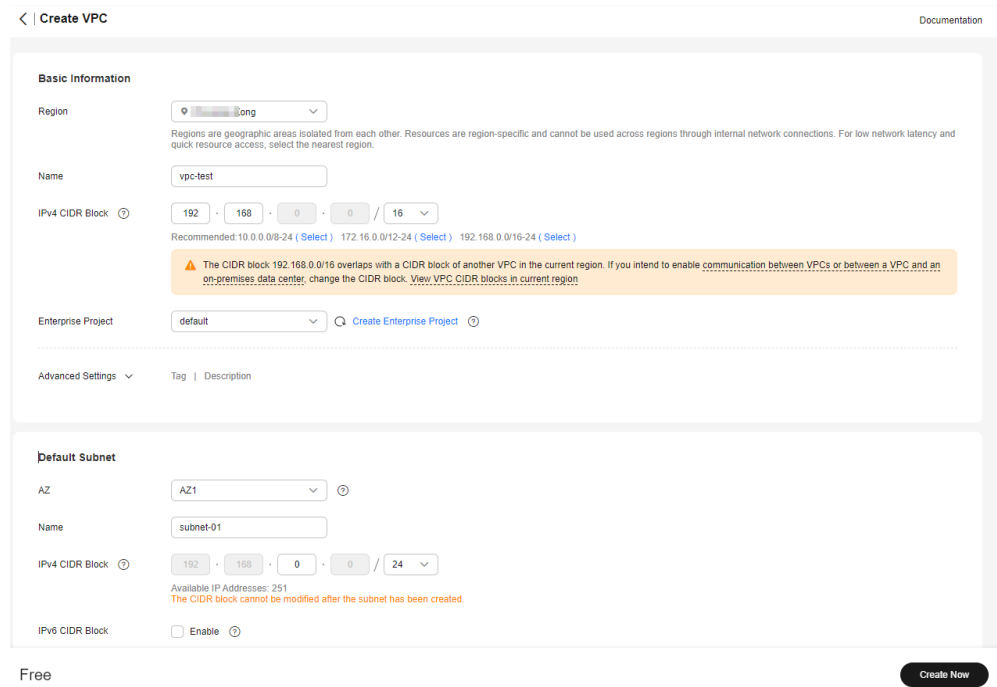 Create VPC
Documentation
Basic Information
Region
ong
Regions are geographic areas isolated from each other. Resources are region-specific and cannot be used across regions through internal network connections. For low network latency and
quick resource access, select the nearest region.
Name
vpc-test
IPv4 CIDR Block ?
192 . 168 . 0 . 0 / 16
Recommended:10.0.0.0/8-24 ( Select ) 172.16.0.0/12-24 ( Select ) 192.168.0.0/16-24 ( Select )
The CIDR block 192.168.0.0/16 overlaps with a CIDR block of another VPC in the current region. If you intend to enable communication between VPCs or between a VPC and an
on-premises data center, change the CIDR block. View VPC CIDR blocks in current region
Enterprise Project
default
Create Enterprise Project ?
Advanced Settings
Tag | Description
Default Subnet
AZ
AZ1
?
Name
subnet-01
IPv4 CIDR Block ?
192 . 168 . 0 . 0 / 24
Available IP Addresses: 251
The CIDR block cannot be modified after the subnet has been created.
IPv6 CIDR Block
Enable ?
Free
Create Now